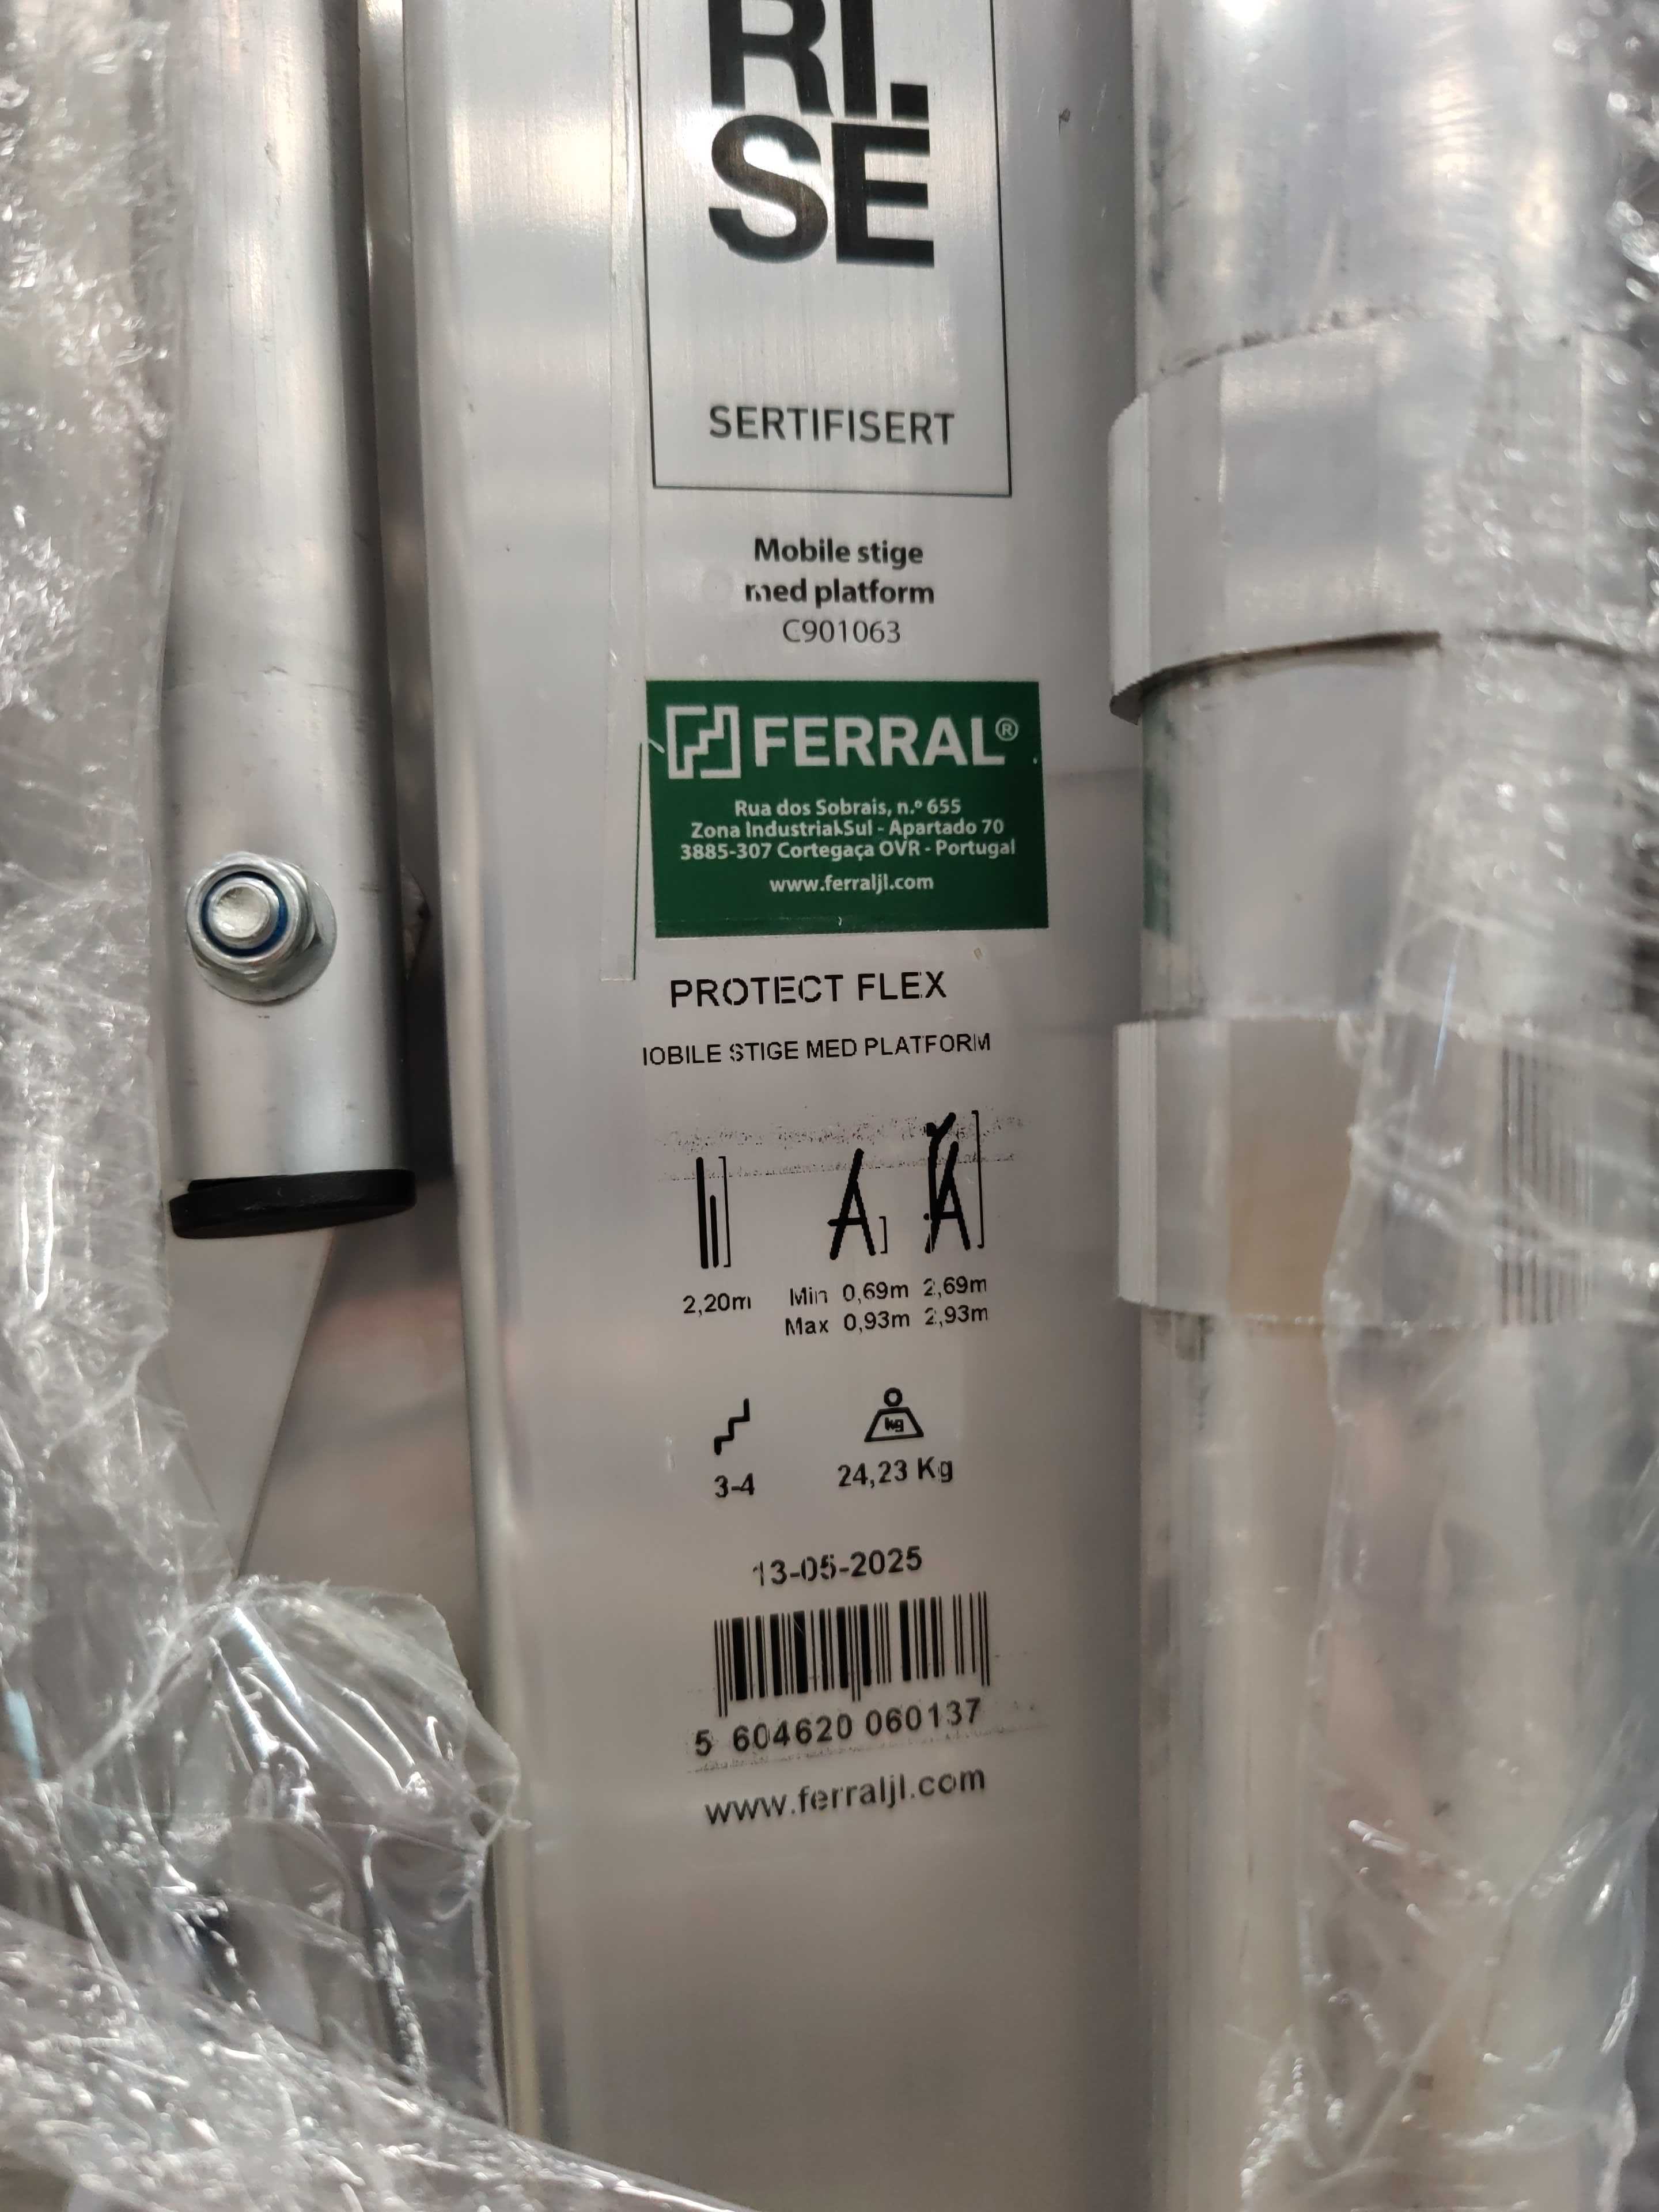 RI.
SE
SERTIFISERT
Mobile stige
med platform
C901063
FERRAL®
Rua dos Sobrais, n.º 655
Zona Industrial Sul - Apartado 70
3885-307 Cortegaça OVR - Portugal
www.ferraljl.com
PROTECT FLEX
IOBILE STIGE MED PLATFORM
2,20m Min 0,69m 2,69m
Max 0,93m 2,93m
kg
3-4 24,23 Kg
13-05-2025
5 604620 060137
www.ferraljl.com